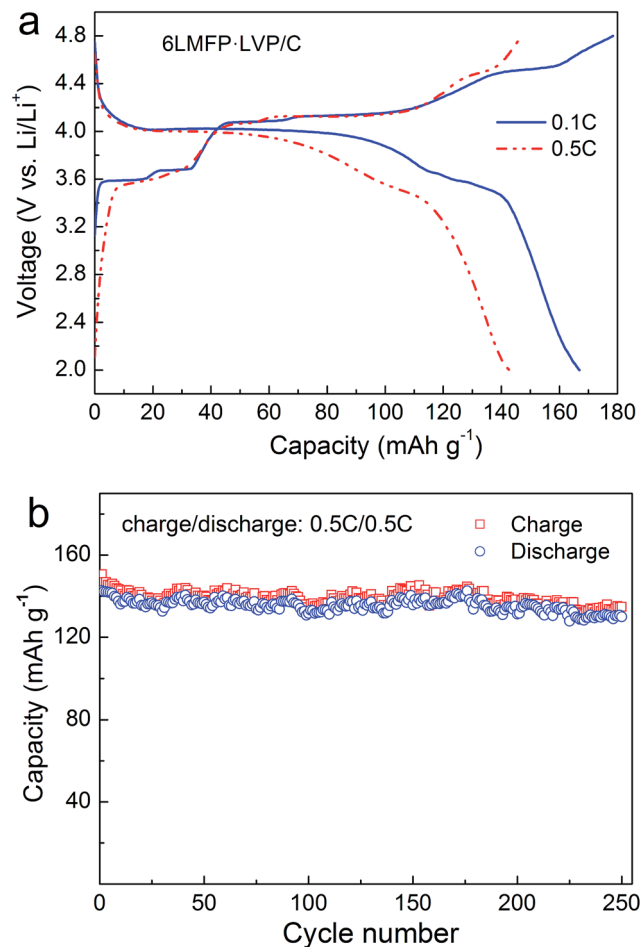 a
6LMFP·LVP/C
0.1C
0.5C
4.8
4.4
4.0
3.6
3.2
2.8
2.4
2.0
Voltage (V vs. Li/Li⁺)
0 20 40 60 80 100 120 140 160 180
Capacity (mAh g⁻¹)
b
charge/discharge: 0.5C/0.5C
Charge
Discharge
160
120
80
40
Capacity (mAh g⁻¹)
0 50 100 150 200 250
Cycle number